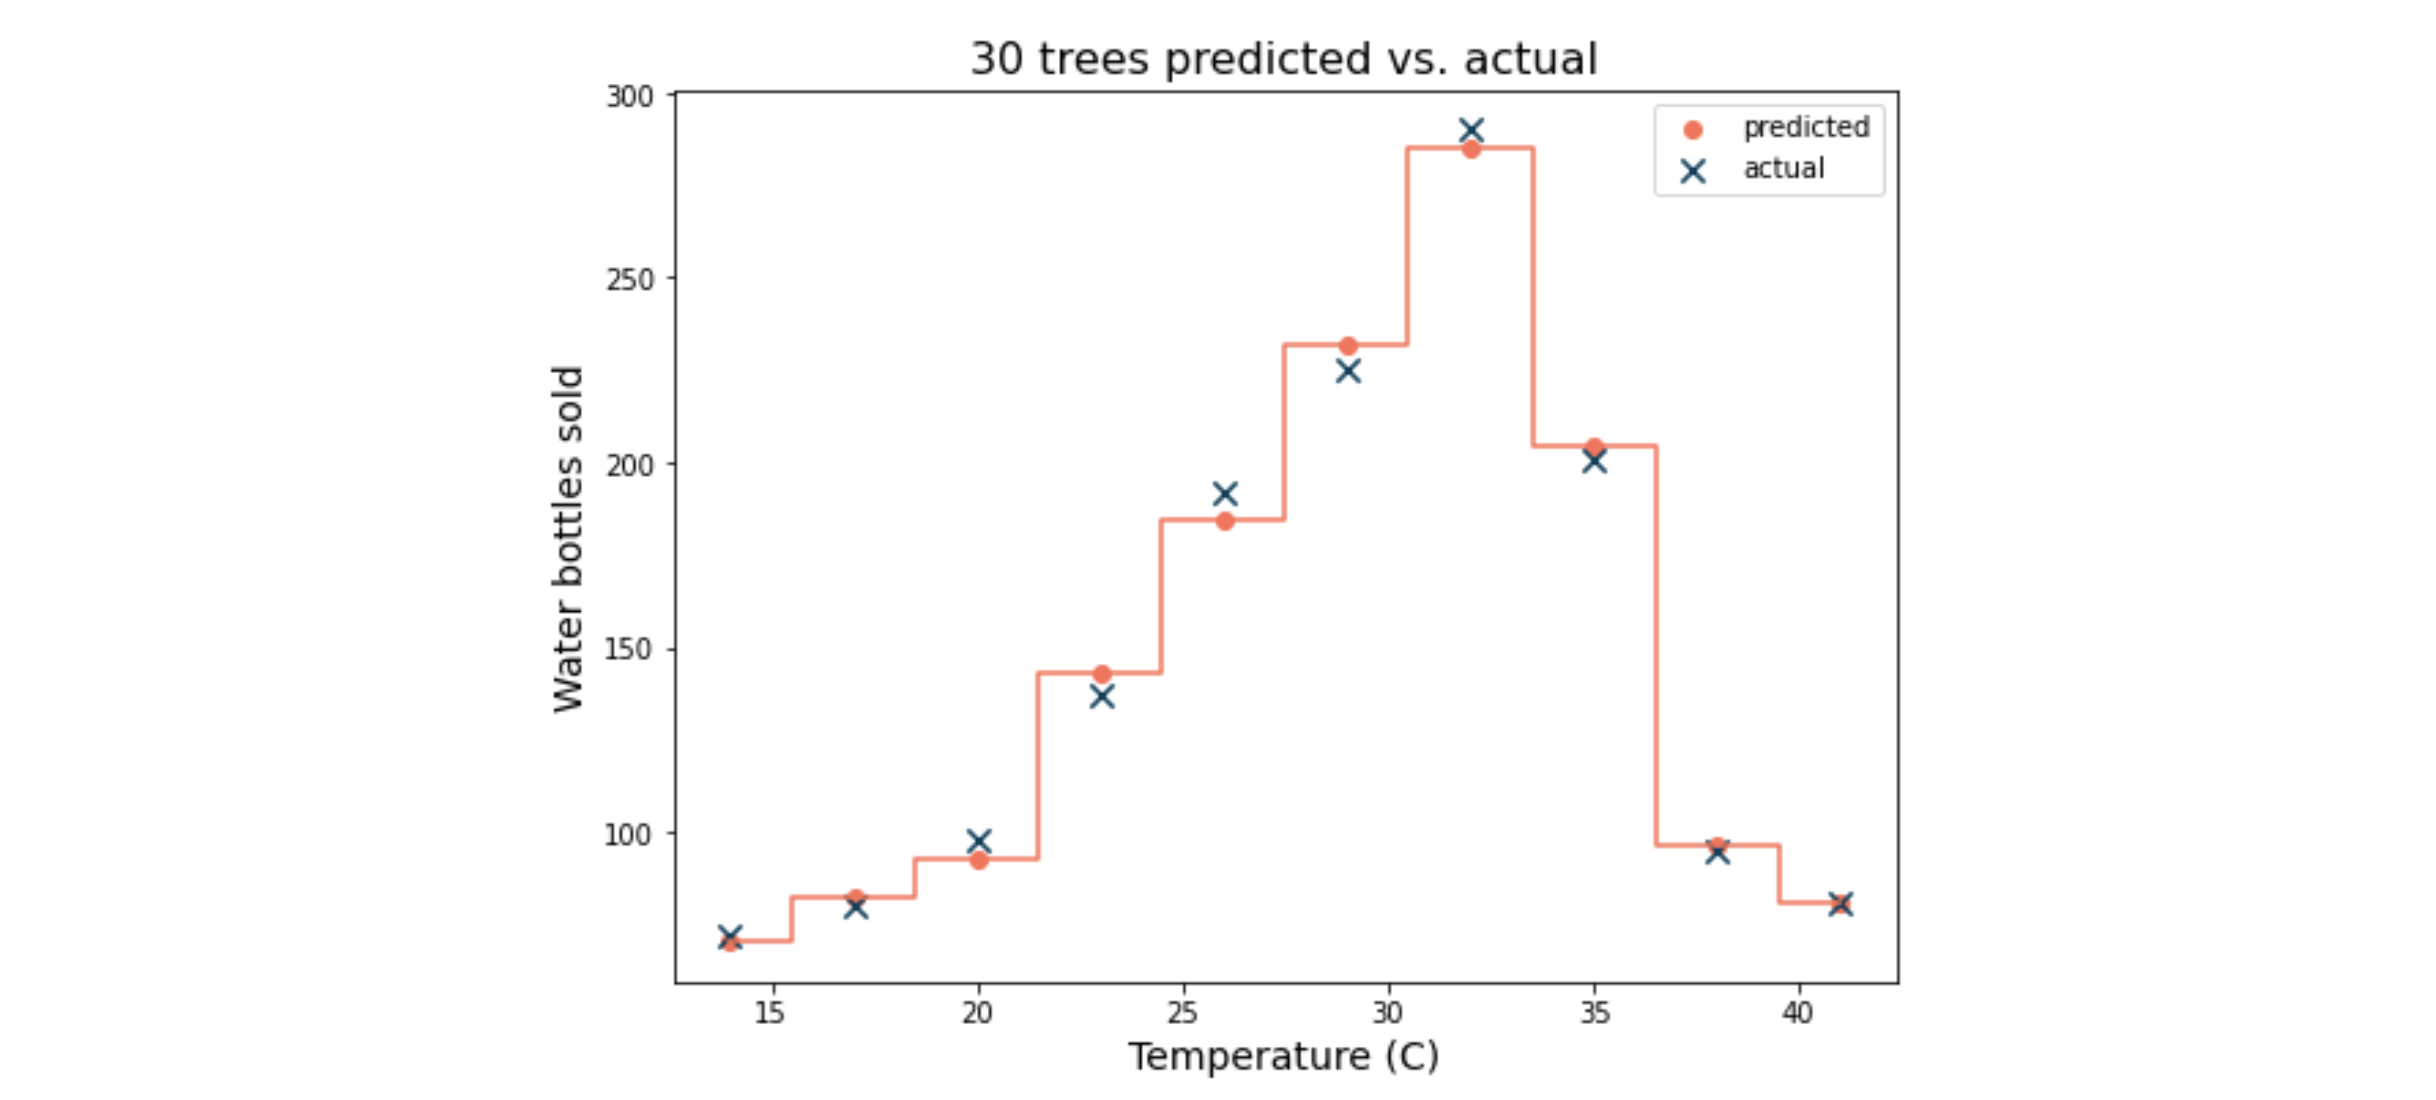 30 trees predicted vs. actual
300
250
200
150
100
Water bottles sold
predicted
actual
15 20 25 30 35 40
Temperature (C)